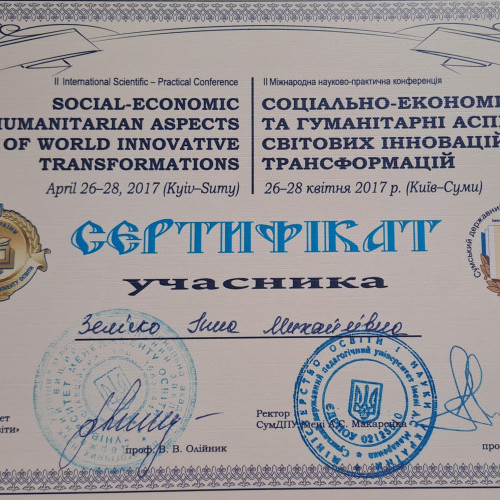 II International Scientific – Practical Conference
SOCIAL-ECONOMIC
HUMANITARIAN ASPECTS
OF WORLD INNOVATIVE
TRANSFORMATIONS
April 26–28, 2017 (Kyiv–Sumy)
II Міжнародна науково-практична конференція
СОЦІАЛЬНО-ЕКОНОМІ
ТА ГУМАНІТАРНІ АСП
СВІТОВИХ ІННОВАЦІЙ
ТРАНСФОРМАЦІЙ
26–28 квітня 2017 р. (Київ–Суми)
СЕРТИФІКАТ
учасника
Інна Михайлівна
проф. В. В. Олійник
Ректор
СумДПУ імені А.С. Макаренка
проф.